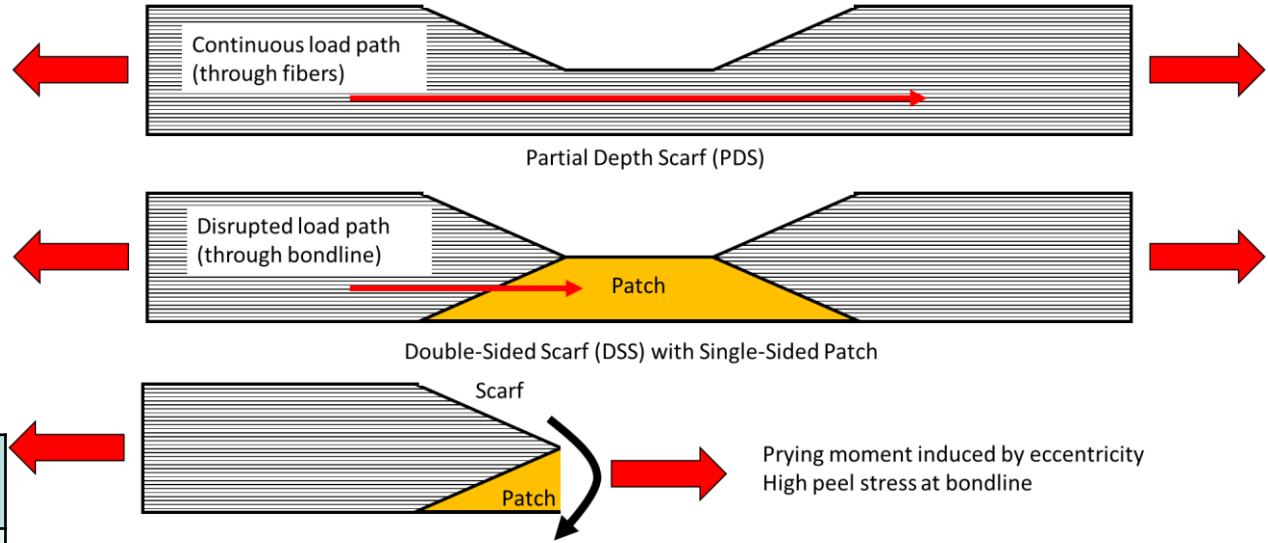 Continuous load path
(through fibers)
Partial Depth Scarf (PDS)
Disrupted load path
(through bondline)
Patch
Double-Sided Scarf (DSS) with Single-Sided Patch
Scarf
Patch
Prying moment induced by eccentricity
High peel stress at bondline